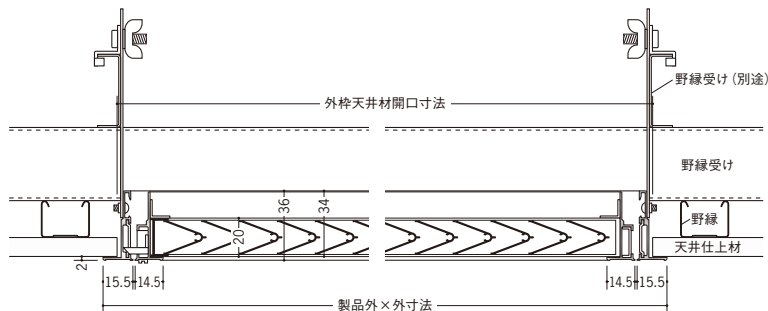 野縁受け（別途）
外枠天井材開口寸法
野縁受け
36
34
20
野縁
天井仕上材
2
15.5
14.5
14.5
15.5
製品外×外寸法